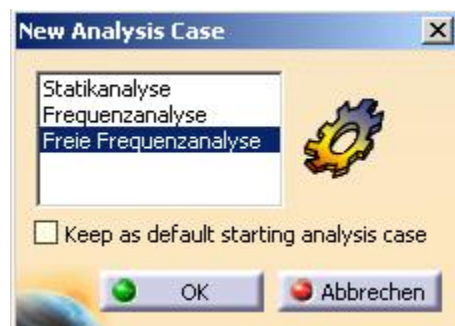 New Analysis Case
Statikanalyse
Frequenzanalyse
Freie Frequenzanalyse
Keep as default starting analysis case
OK
Abbrechen